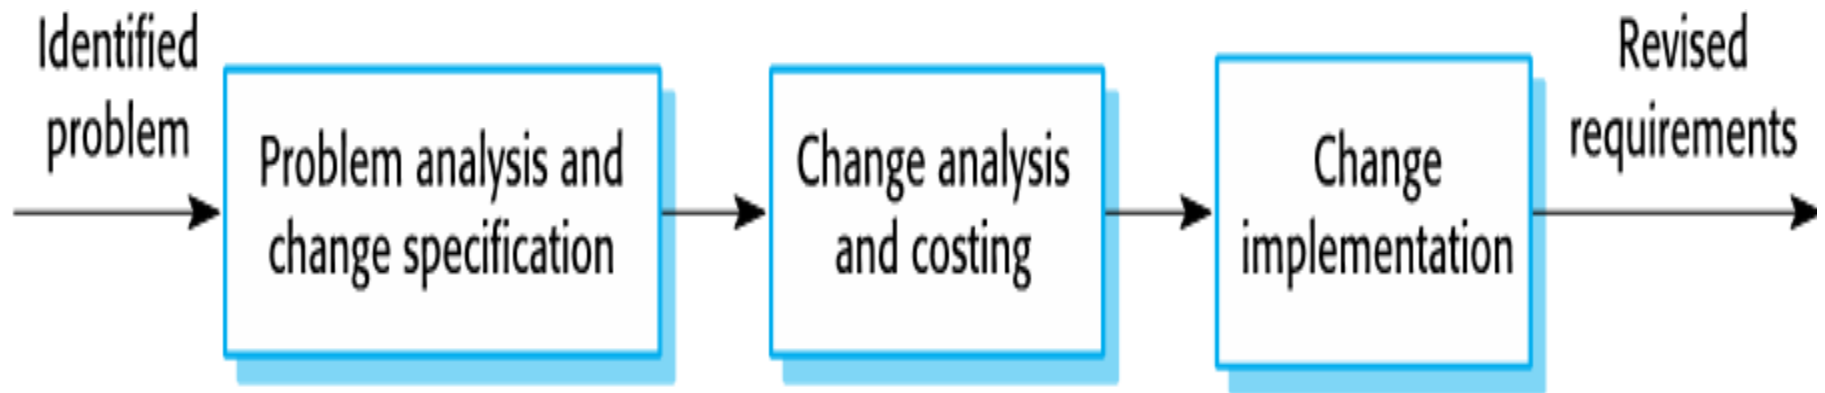 Identified
problem
Problem analysis and
change specification
Change analysis
and costing
Change
implementation
Revised
requirements